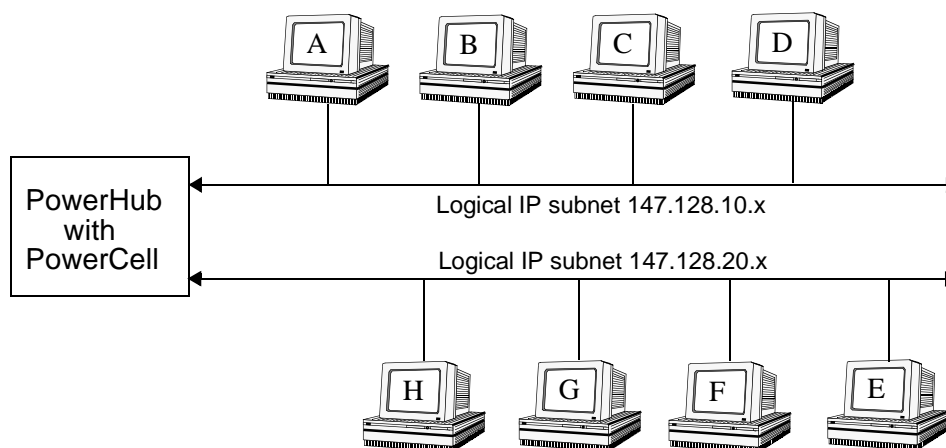 A
B
C
D
PowerHub
with
PowerCell
Logical IP subnet 147.128.10.x
Logical IP subnet 147.128.20.x
H
G
F
E